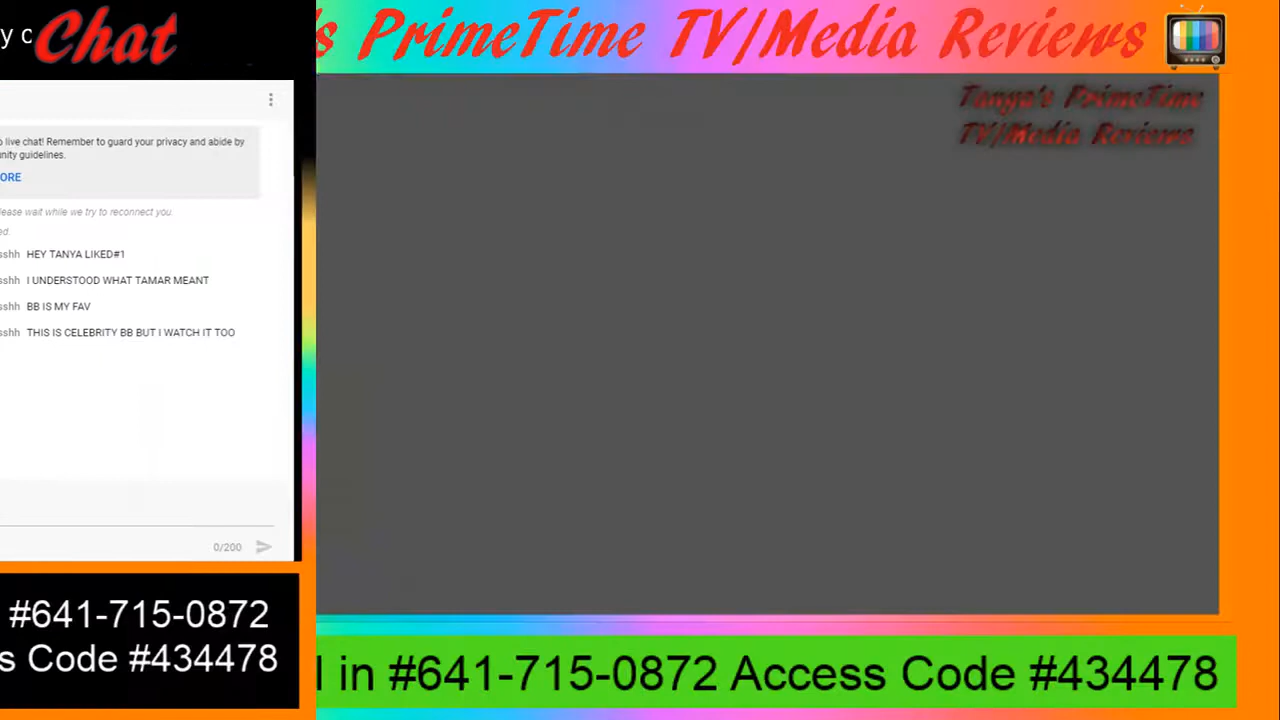 y c Chat
's PrimeTime TV/Media Reviews
Tanya's PrimeTime
TV/Media Reviews
o live chat! Remember to guard your privacy and abide by
nity guidelines.
ORE
lease wait while we try to reconnect you.
ed.
sshh HEY TANYA LIKED#1
sshh I UNDERSTOOD WHAT TAMAR MEANT
sshh BB IS MY FAV
sshh THIS IS CELEBRITY BB BUT I WATCH IT TOO
0/200
#641-715-0872
s Code #434478
l in #641-715-0872 Access Code #434478